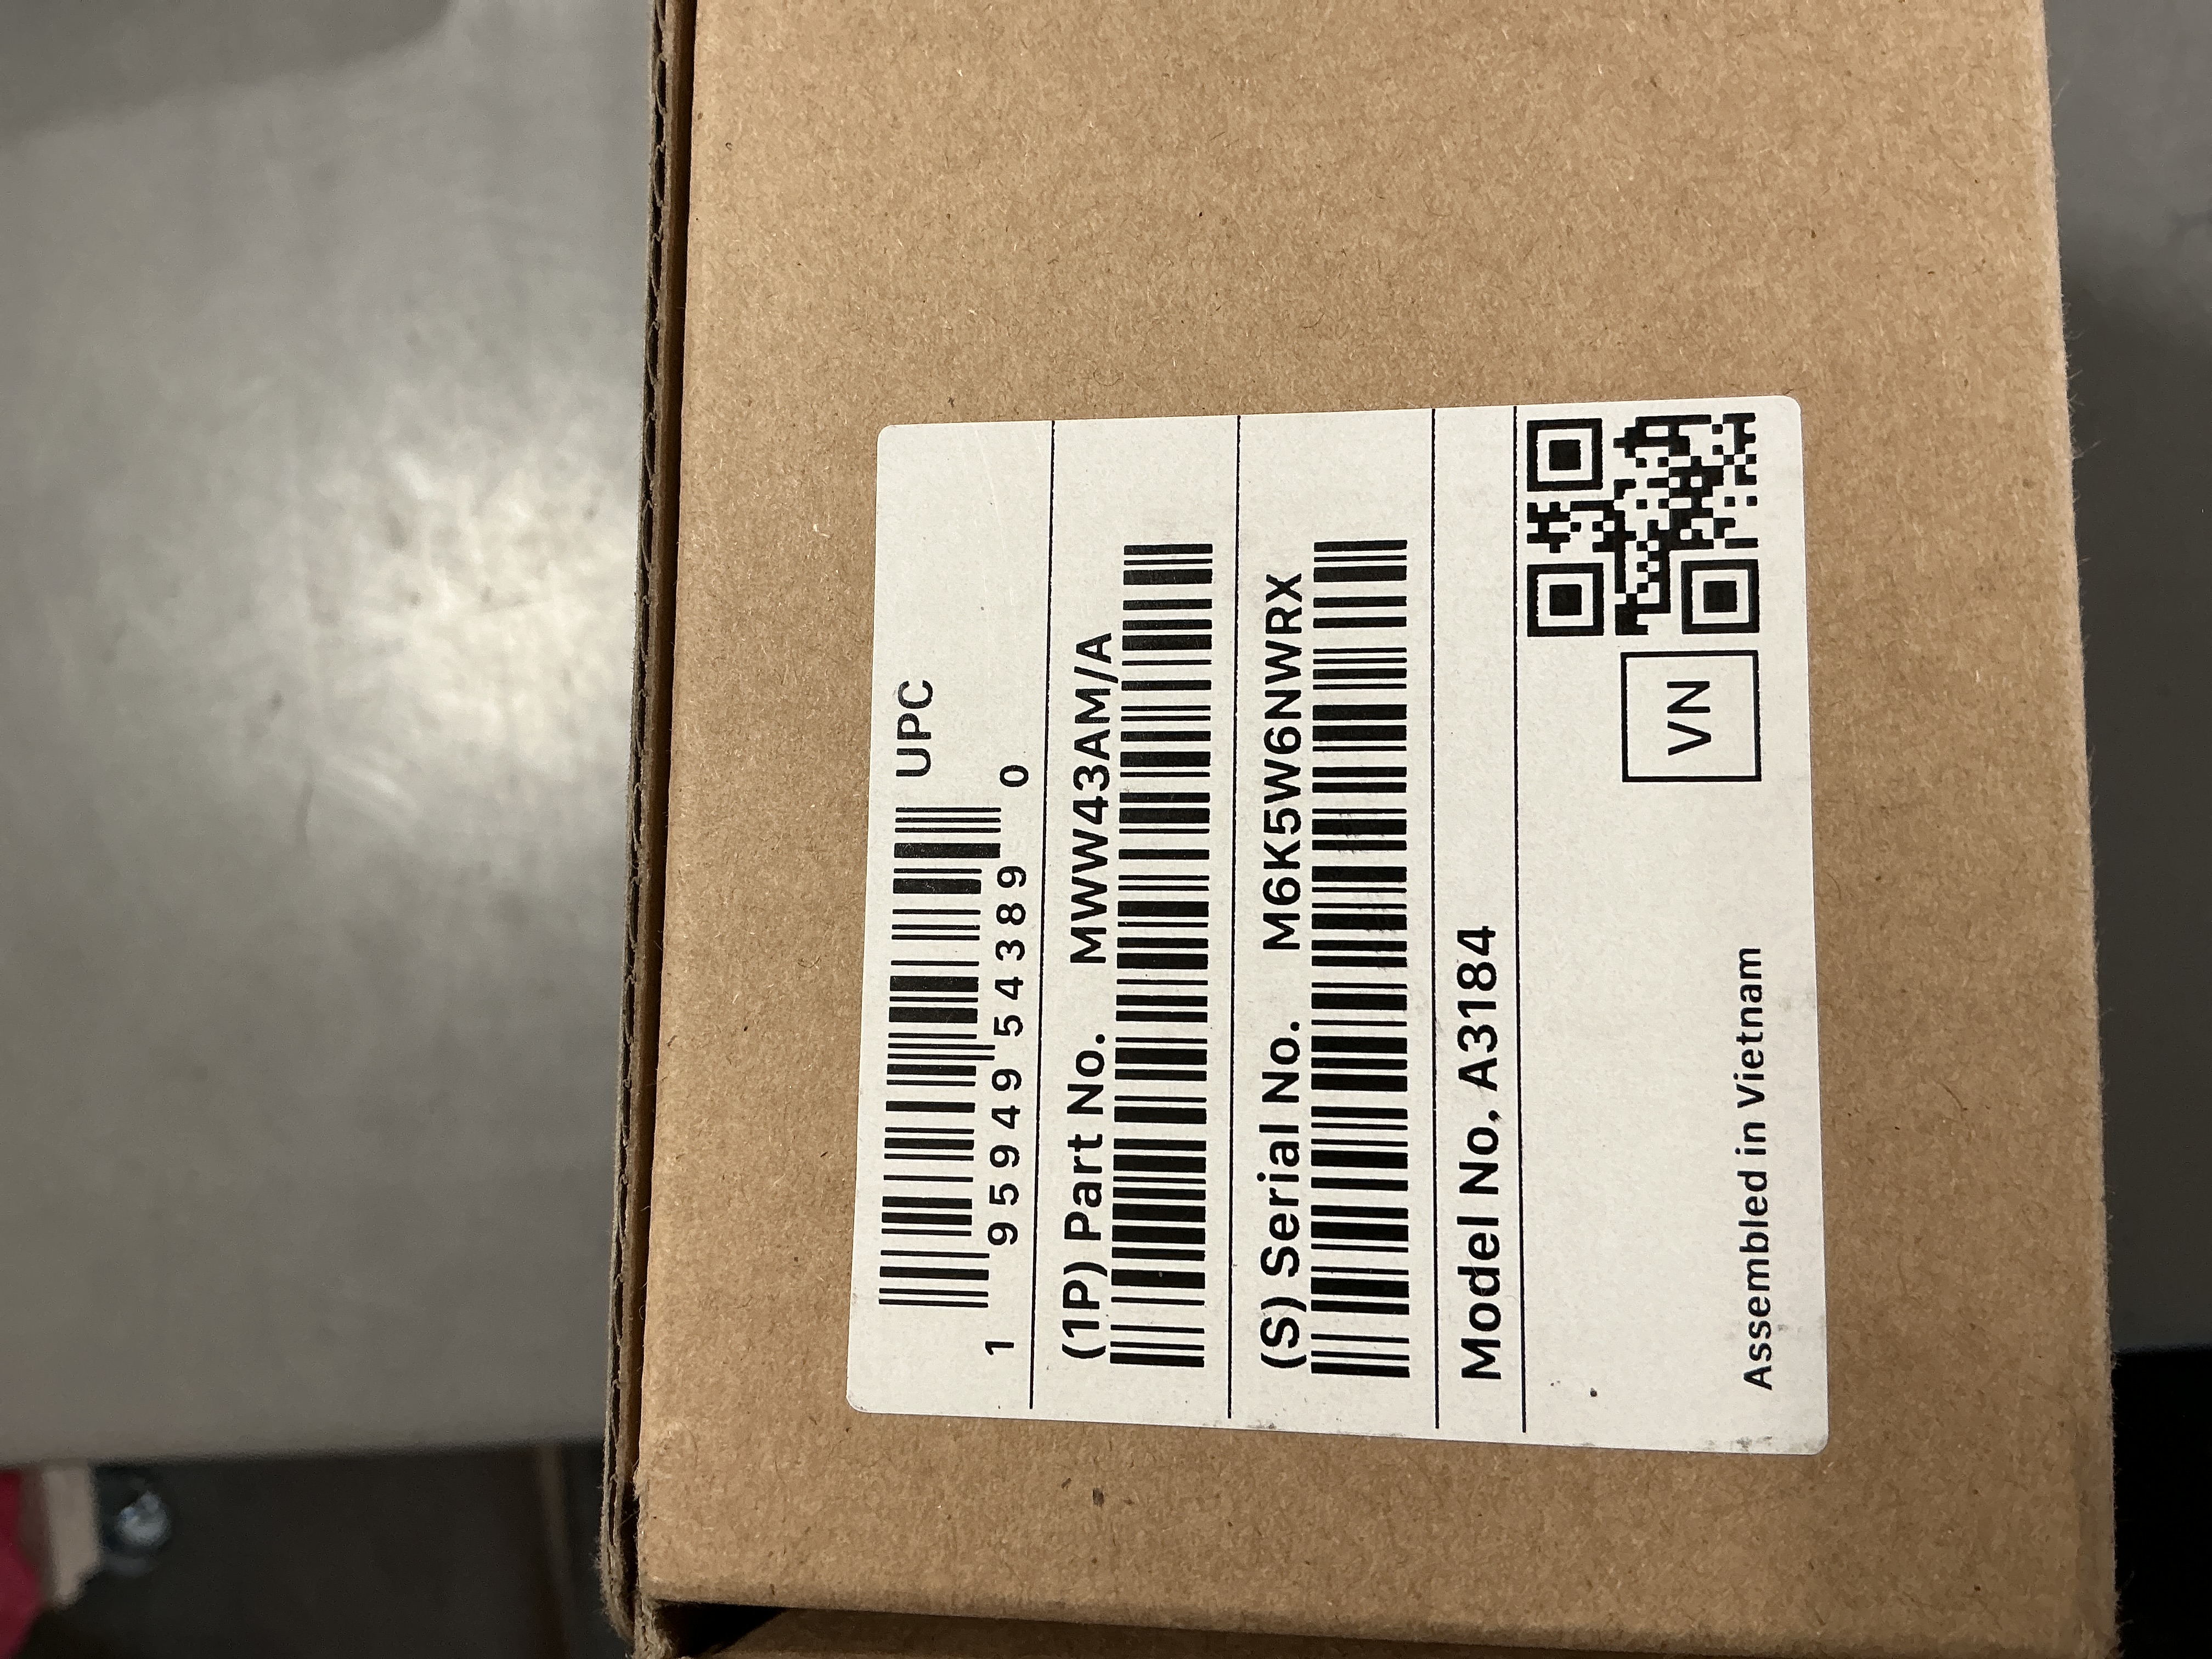 UPC
1 95949 54389 0
(1P) Part No. MWW43AM/A
(S) Serial No. M6K5W6NWRX
Model No. A3184
VN
Assembled in Vietnam